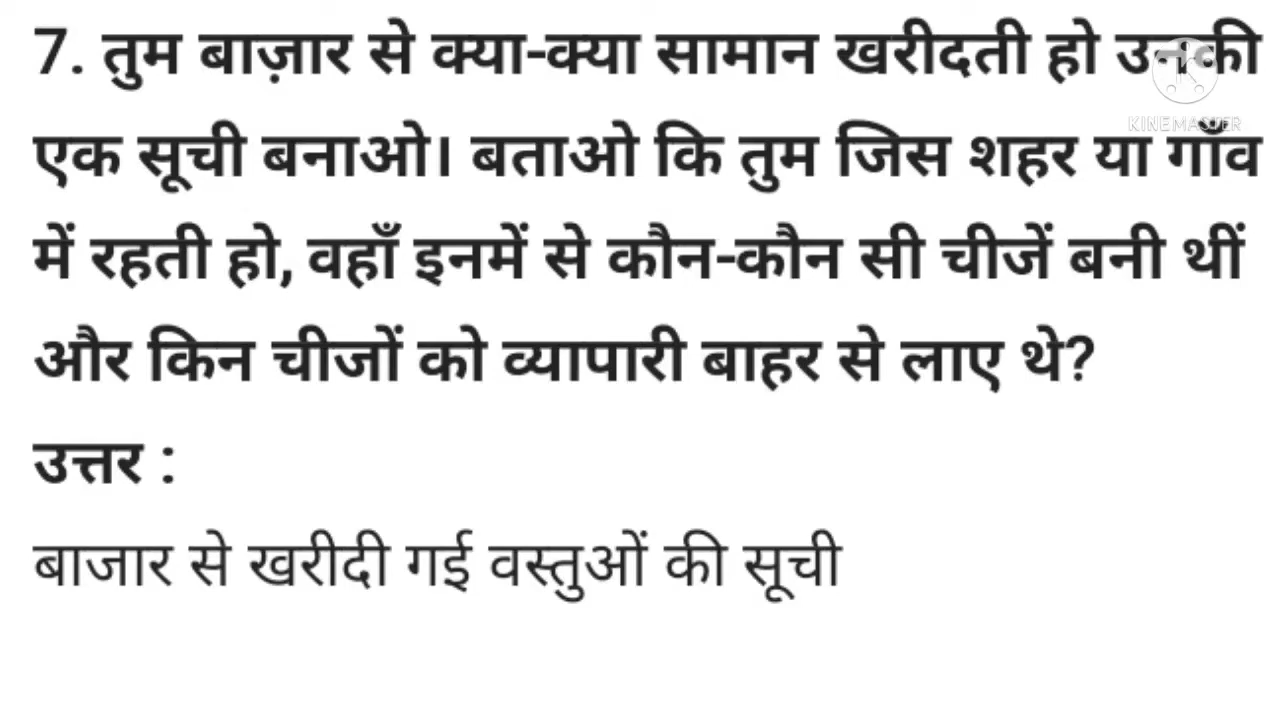 7. तुम बाज़ार से क्या-क्या सामान खरीदती हो उनकी
एक सूची बनाओ। बताओ कि तुम जिस शहर या गाँव
में रहती हो, वहाँ इनमें से कौन-कौन सी चीजें बनी थीं
और किन चीजों को व्यापारी बाहर से लाए थे?
उत्तर :
बाजार से खरीदी गई वस्तुओं की सूची
KINEMASTER